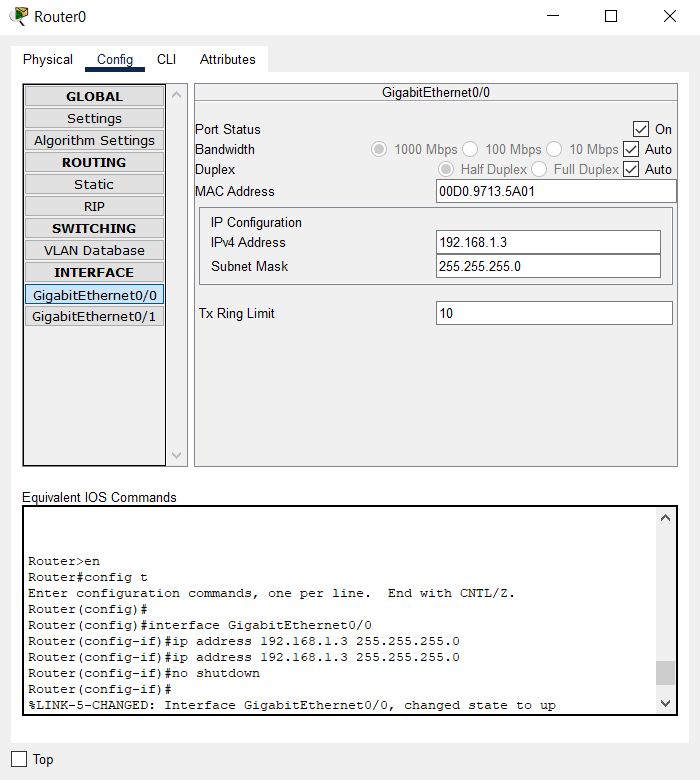 Router0
Physical Config CLI Attributes
GLOBAL
Settings
Algorithm Settings
ROUTING
Static
RIP
SWITCHING
VLAN Database
INTERFACE
GigabitEthernet0/0
GigabitEthernet0/1
GigabitEthernet0/0
Port Status On
Bandwidth 1000 Mbps 100 Mbps 10 Mbps Auto
Duplex Half Duplex Full Duplex Auto
MAC Address 00D0.9713.5A01
IP Configuration
IPv4 Address 192.168.1.3
Subnet Mask 255.255.255.0
Tx Ring Limit 10
Equivalent IOS Commands
Router>en
Router#config t
Enter configuration commands, one per line.  End with CNTL/Z.
Router(config)#
Router(config)#interface GigabitEthernet0/0
Router(config-if)#ip address 192.168.1.3 255.255.255.0
Router(config-if)#ip address 192.168.1.3 255.255.255.0
Router(config-if)#no shutdown
Router(config-if)#
%LINK-5-CHANGED: Interface GigabitEthernet0/0, changed state to up
Top